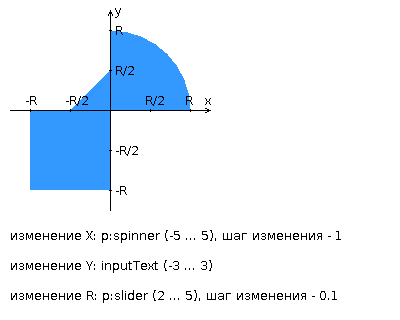 y
R
R/2
-R -R/2 R/2 R x
-R/2
-R
изменение X: p:spinner (-5 ... 5), шаг изменения - 1
изменение Y: inputText (-3 ... 3)
изменение R: p:slider (2 ... 5), шаг изменения - 0.1